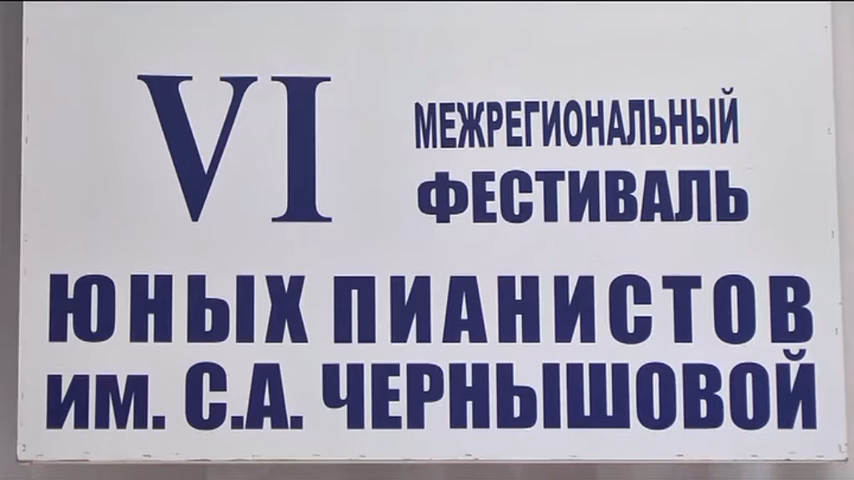 VI
МЕЖРЕГИОНАЛЬНЫЙ
ФЕСТИВАЛЬ
ЮНЫХ ПИАНИСТОВ
им. С.А. ЧЕРНЫШОВОЙ